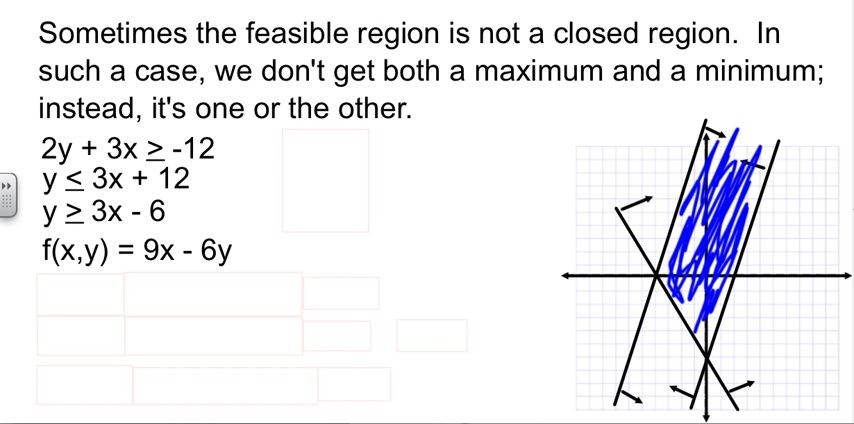 Sometimes the feasible region is not a closed region.  In
such a case, we don't get both a maximum and a minimum;
instead, it's one or the other.
2y + 3x ≥ -12
y ≤ 3x + 12
y ≥ 3x - 6
f(x,y) = 9x - 6y